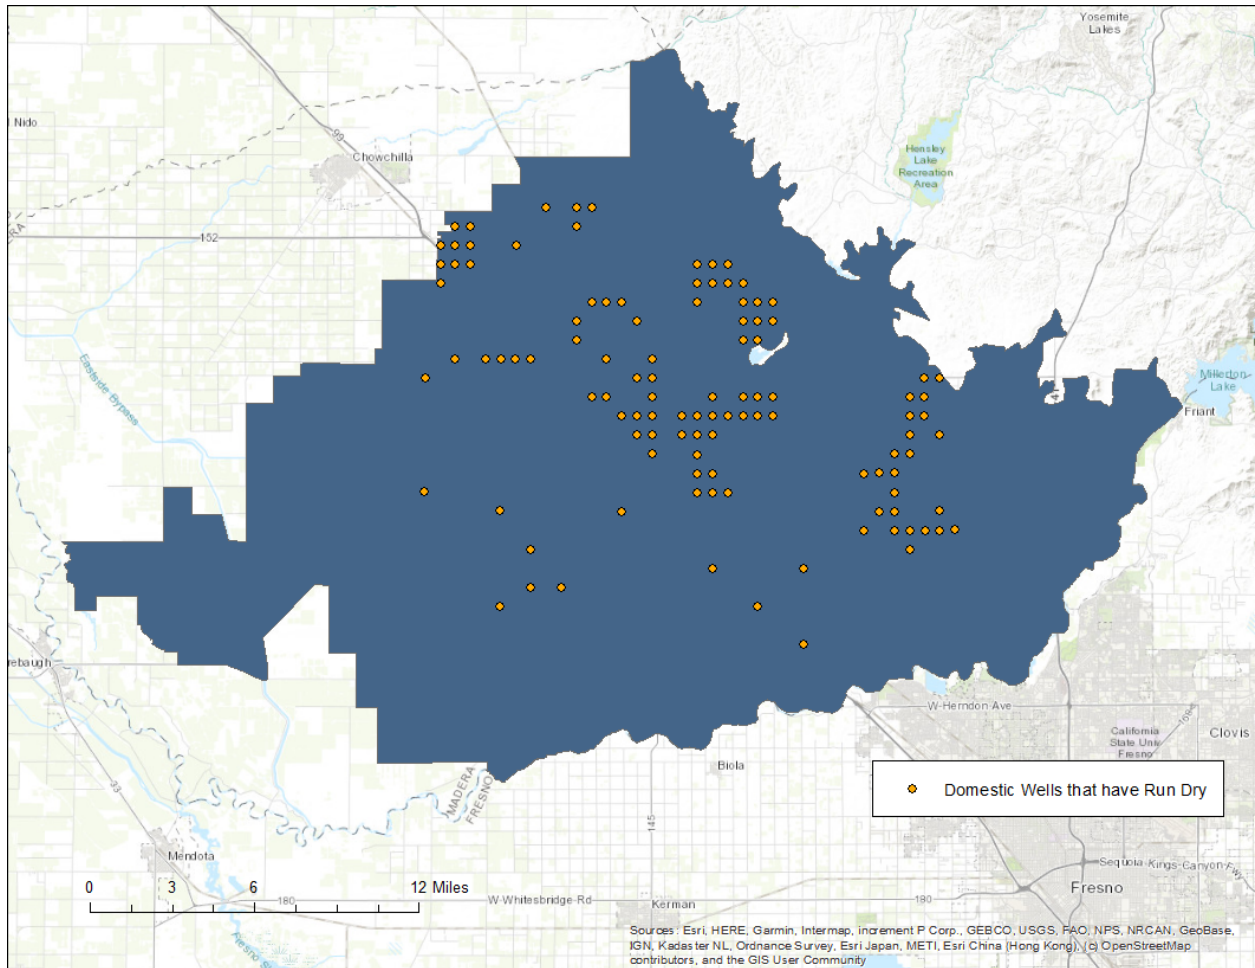 Yosemite
Lakes
l Nido
99
Chowchilla
Hensley
Lake
Recreation
Area
152
Eastside Bypass
41
Millerton
Lake
Friant
rebaugh
W-Herndon Ave
California
State Univ
Fresno
168
Clovis
Biola
MADERA
FRESNO
33
145
Domestic Wells that have Run Dry
Mendota
0 3 6 12 Miles
180
W Whitesbridge Rd
Kerman
180
Sequoia-Kings-Canyon-Fwy
Fresno
Fresno
Sources: Esri, HERE, Garmin, Intermap, increment P Corp., GEBCO, USGS, FAO, NPS, NRCAN, GeoBase,
IGN, Kadaster NL, Ordnance Survey, Esri Japan, METI, Esri China (Hong Kong), (c) OpenStreetMap
contributors, and the GIS User Community